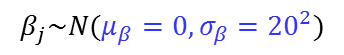 βⱼ~N(μᵦ = 0, σᵦ = 20²)